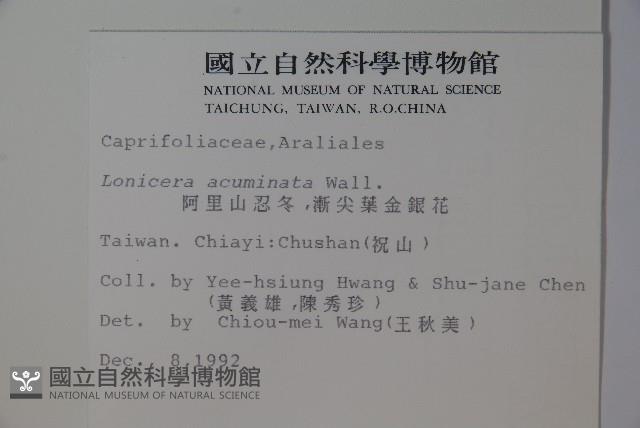 國立自然科學博物館
NATIONAL MUSEUM OF NATURAL SCIENCE
TAICHUNG, TAIWAN, R.O.CHINA
Caprifoliaceae,Araliales
Lonicera acuminata Wall.
阿里山忍冬,漸尖葉金銀花
Taiwan. Chiayi:Chushan(祝山)
Coll. by Yee-hsiung Hwang & Shu-jane Chen
(黃義雄,陳秀珍)
Det. by Chiou-mei Wang(王秋美)
Dec. 8,1992
國立自然科學博物館
NATIONAL MUSEUM OF NATURAL SCIENCE